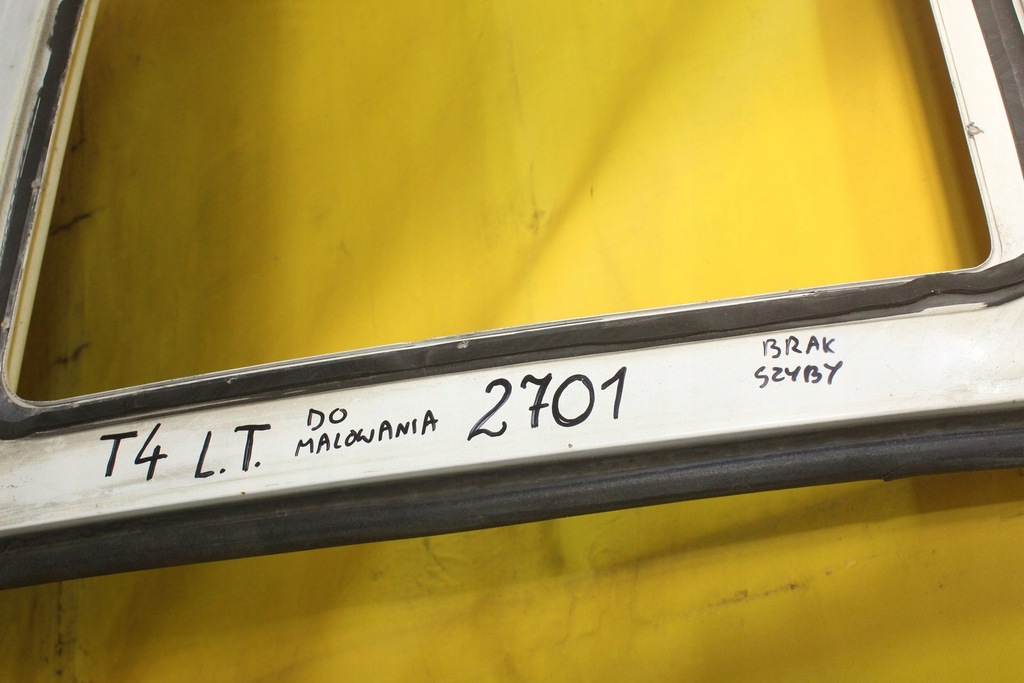 T4 L.T. DO MALOWANIA 2701
BRAK
SZYBY